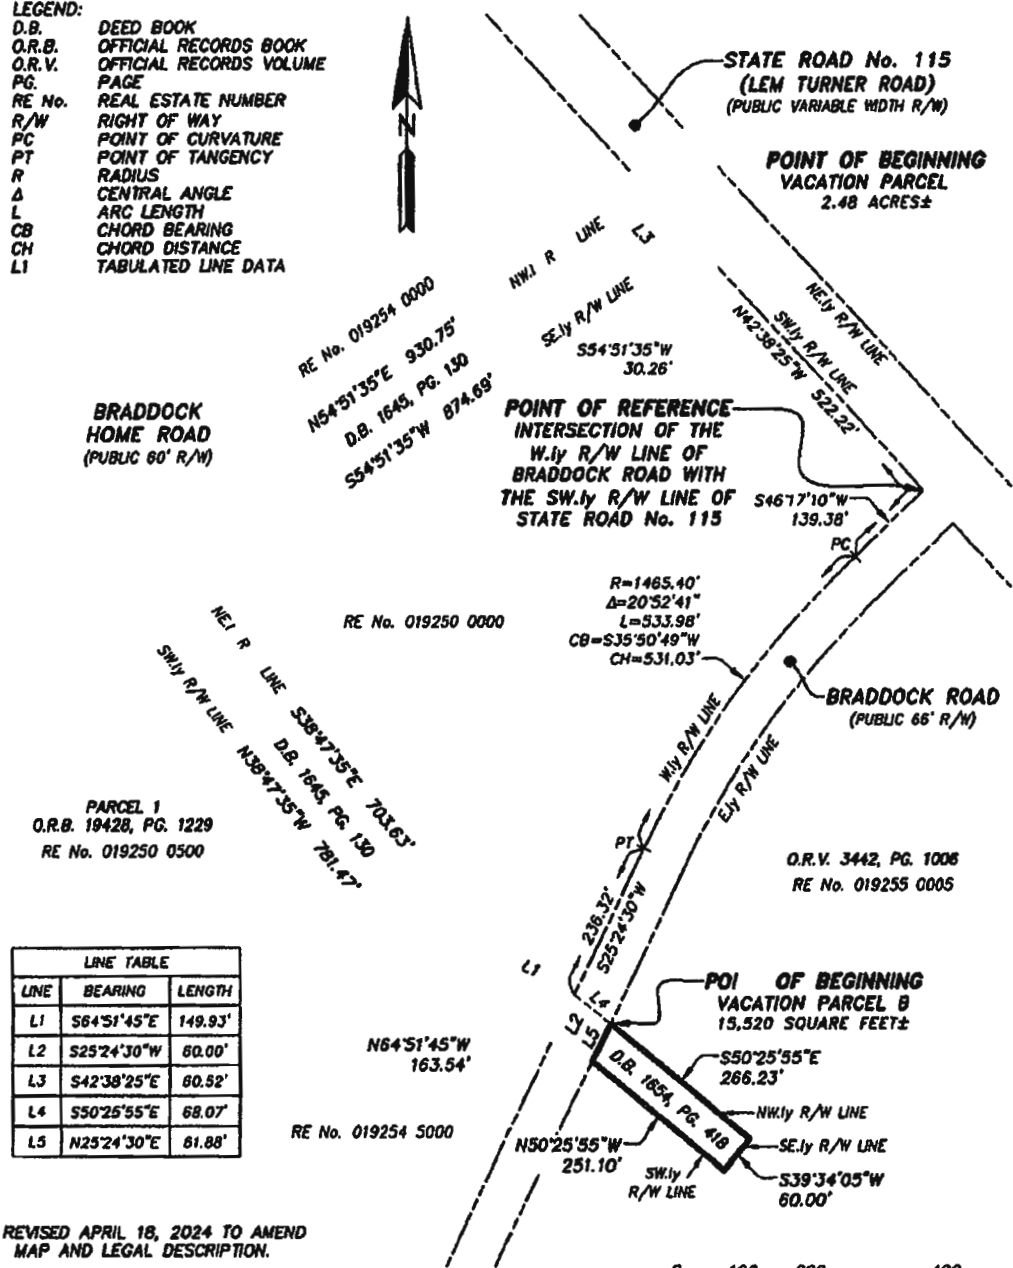 LEGEND:
D.B. DEED BOOK
O.R.B. OFFICIAL RECORDS BOOK
O.R.V. OFFICIAL RECORDS VOLUME
PG. PAGE
RE No. REAL ESTATE NUMBER
R/W RIGHT OF WAY
PC POINT OF CURVATURE
PT POINT OF TANGENCY
R RADIUS
Δ CENTRAL ANGLE
L ARC LENGTH
CB CHORD BEARING
CH CHORD DISTANCE
L1 TABULATED LINE DATA
N
STATE ROAD No. 115
(LEM TURNER ROAD)
(PUBLIC VARIABLE WIDTH R/W)
POINT OF BEGINNING
VACATION PARCEL
2.48 ACRES±
NW.l R LINE
L3
SE.ly R/W LINE
S54°51'35"W
30.26'
RE No. 019254 0000
N54°51'35"E 930.75'
D.B. 1645, PG. 130
S54°51'35"W 874.69'
NE.ly R/W LINE
SW.ly R/W LINE
N42°38'25"W 522.22'
BRADDOCK
HOME ROAD
(PUBLIC 60' R/W)
POINT OF REFERENCE
INTERSECTION OF THE
W.ly R/W LINE OF
BRADDOCK ROAD WITH
THE SW.ly R/W LINE OF
STATE ROAD No. 115
S46°17'10"W
139.38'
PC
R=1465.40'
Δ=20°52'41"
L=533.98'
CB=S35°50'49"W
CH=531.03'
RE No. 019250 0000
BRADDOCK ROAD
(PUBLIC 66' R/W)
W.ly R/W LINE
E.ly R/W LINE
NE.l R LINE S38°47'35"E 703.63'
D.B. 1645, PG. 130
SW.ly R/W LINE N38°47'35"W 781.47'
PARCEL 1
O.R.B. 19428, PG. 1229
RE No. 019250 0500
PT
O.R.V. 3442, PG. 1006
RE No. 019255 0005
236.32'
S25°24'30"W
LINE TABLE
LINE BEARING LENGTH
L1 S64°51'45"E 149.93'
L2 S25°24'30"W 60.00'
L3 S42°38'25"E 60.52'
L4 S50°25'55"E 68.07'
L5 N25°24'30"E 61.88'
L1
L4
L2
L5
POI OF BEGINNING
VACATION PARCEL B
15,520 SQUARE FEET±
N64°51'45"W
163.54'
S50°25'55"E
266.23'
D.B. 1654, PG. 418
NW.ly R/W LINE
SE.ly R/W LINE
RE No. 019254 5000
N50°25'55"W
251.10'
SW.ly
R/W LINE
S39°34'05"W
60.00'
REVISED APRIL 18, 2024 TO AMEND
MAP AND LEGAL DESCRIPTION.